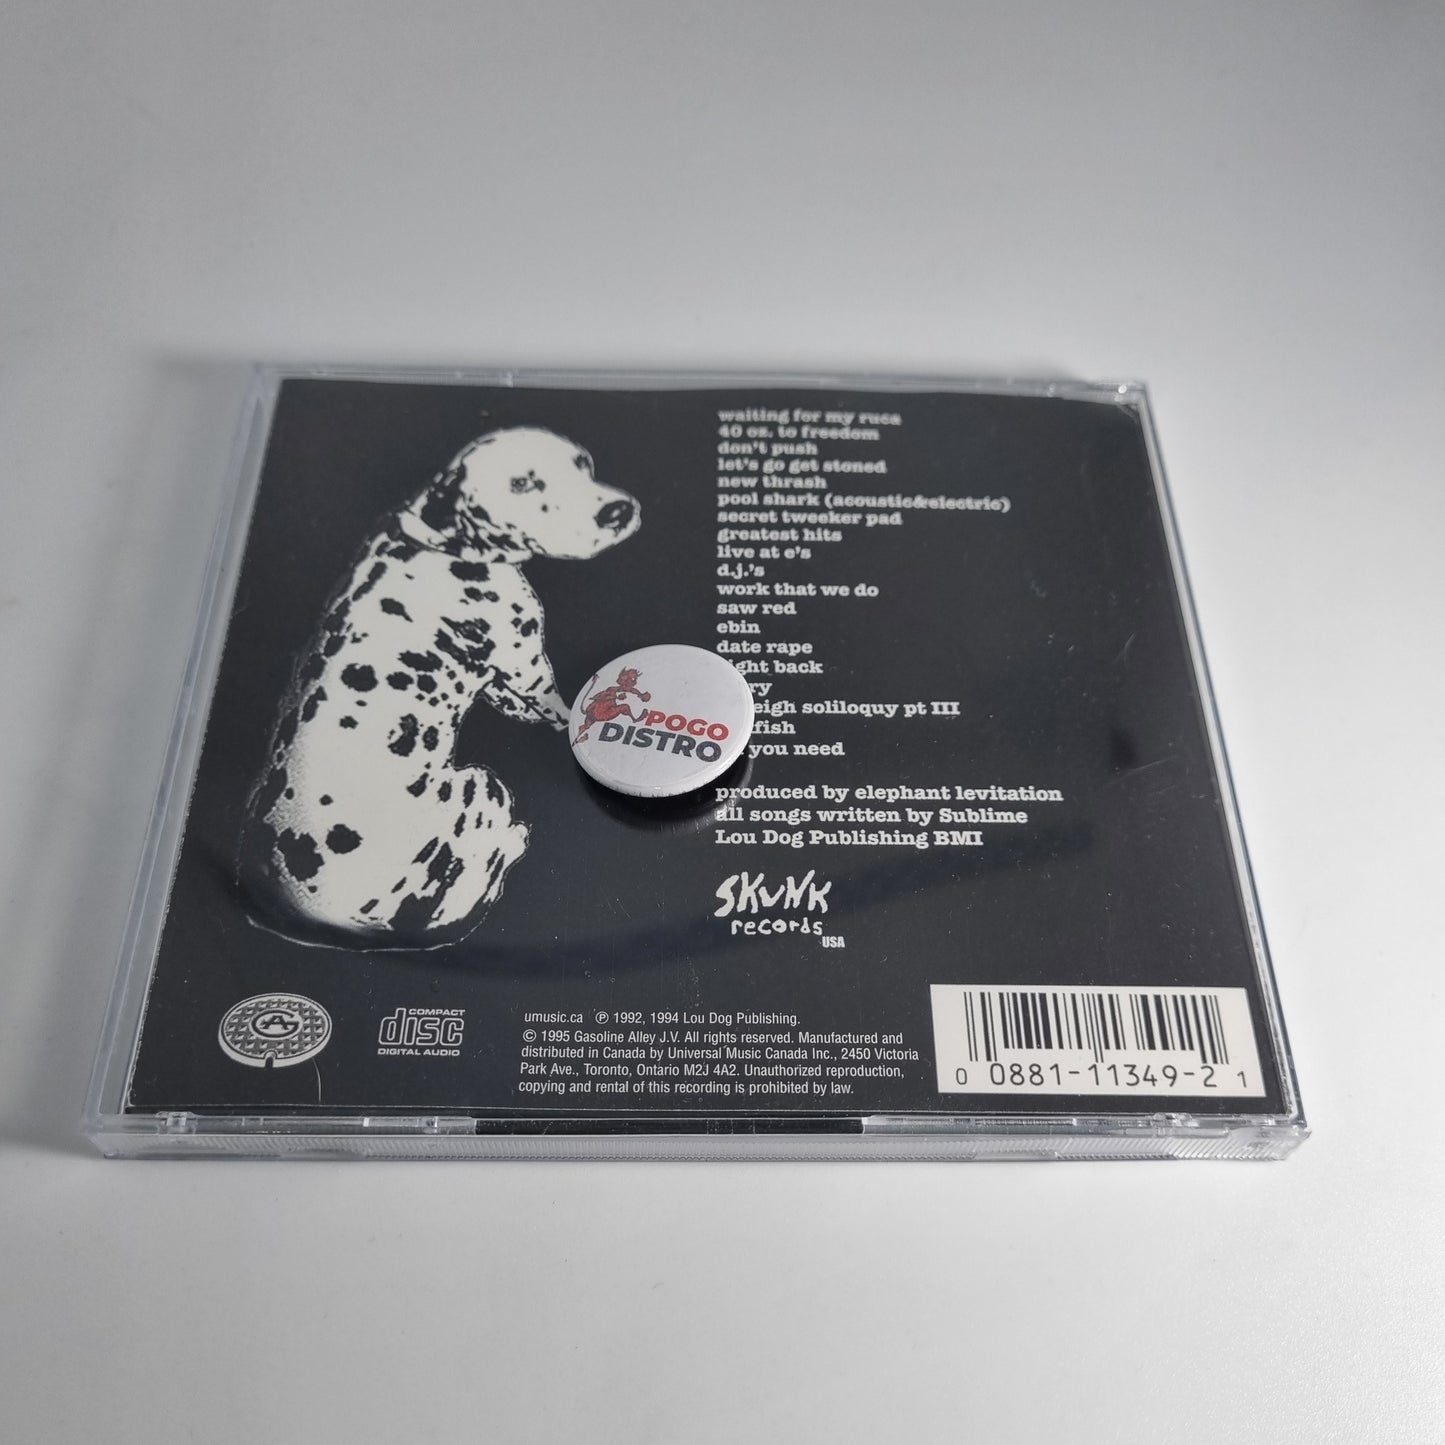 waiting for my ruca
40 oz. to freedom
don't push
let's go get stoned
new thrash
pool shark (acoustic&electric)
secret tweeker pad
greatest hits
live at e's
d.j.'s
work that we do
saw red
ebin
date rape
ight back
ry
eigh soliloquy pt III
fish
you need
POGO
DISTRO
produced by elephant levitation
all songs written by Sublime
Lou Dog Publishing BMI
SKUNK
records
USA
AG
COMPACT
disc
DIGITAL AUDIO
umusic.ca ℗ 1992, 1994 Lou Dog Publishing.
© 1995 Gasoline Alley J.V. All rights reserved. Manufactured and
distributed in Canada by Universal Music Canada Inc., 2450 Victoria
Park Ave., Toronto, Ontario M2J 4A2. Unauthorized reproduction,
copying and rental of this recording is prohibited by law.
0 0881-11349-2 1